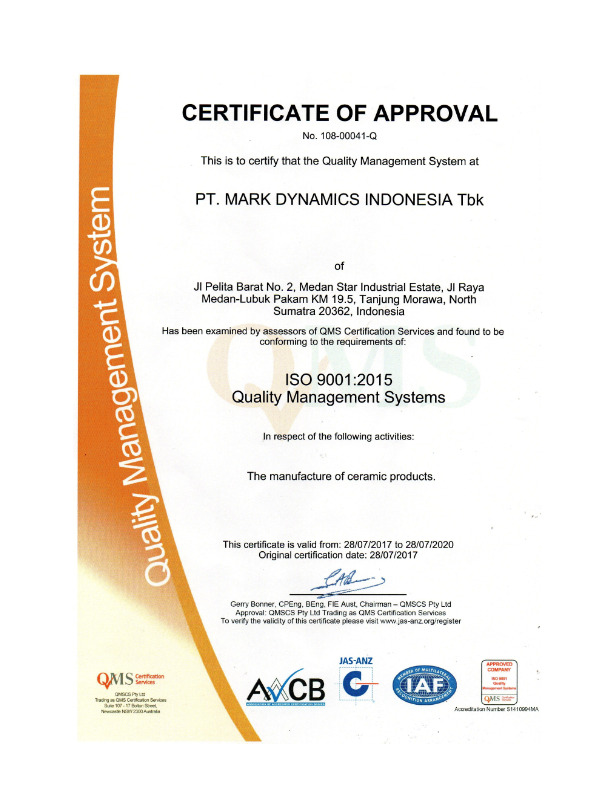 CERTIFICATE OF APPROVAL
No. 108-00041-Q
This is to certify that the Quality Management System at
PT. MARK DYNAMICS INDONESIA Tbk
of
Jl Pelita Barat No. 2, Medan Star Industrial Estate, Jl Raya
Medan-Lubuk Pakam KM 19.5, Tanjung Morawa, North
Sumatra 20362, Indonesia
Has been examined by assessors of QMS Certification Services and found to be
conforming to the requirements of:
QMS
ISO 9001:2015
Quality Management Systems
In respect of the following activities:
The manufacture of ceramic products.
This certificate is valid from: 28/07/2017 to 28/07/2020
Original certification date: 28/07/2017
Gerry Bonner, CPEng, BEng, FIE Aust, Chairman – QMSCS Pty Ltd
Approval: QMSCS Pty Ltd Trading as QMS Certification Services
To verify the validity of this certificate please visit www.jas-anz.org/register
Quality Management System
QMS Certification
Services
QMSCS Pty Ltd
Trading as QMS Certification Services
Suite 107 - 17 Bolton Street,
Newcastle NSW 2300 Australia
AVCB
JAS-ANZ
C
MEMBER OF MULTILATERAL
IAF
RECOGNITION ARRANGEMENT
APPROVED
COMPANY
ISO 9001
Quality
Management Systems
QMS
Accreditation Number S1410904MA